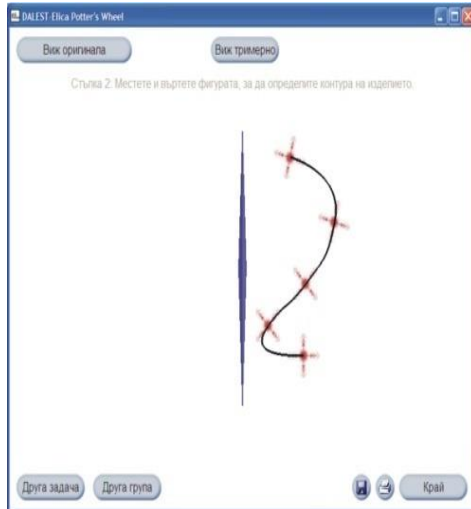 DALEST-Elica Potter's Wheel
Виж оригинала
Виж тримерно
Стъпка 2: Местете и въртете фигурата, за да определите контура на изделието.
Друга задача
Друга група
Край